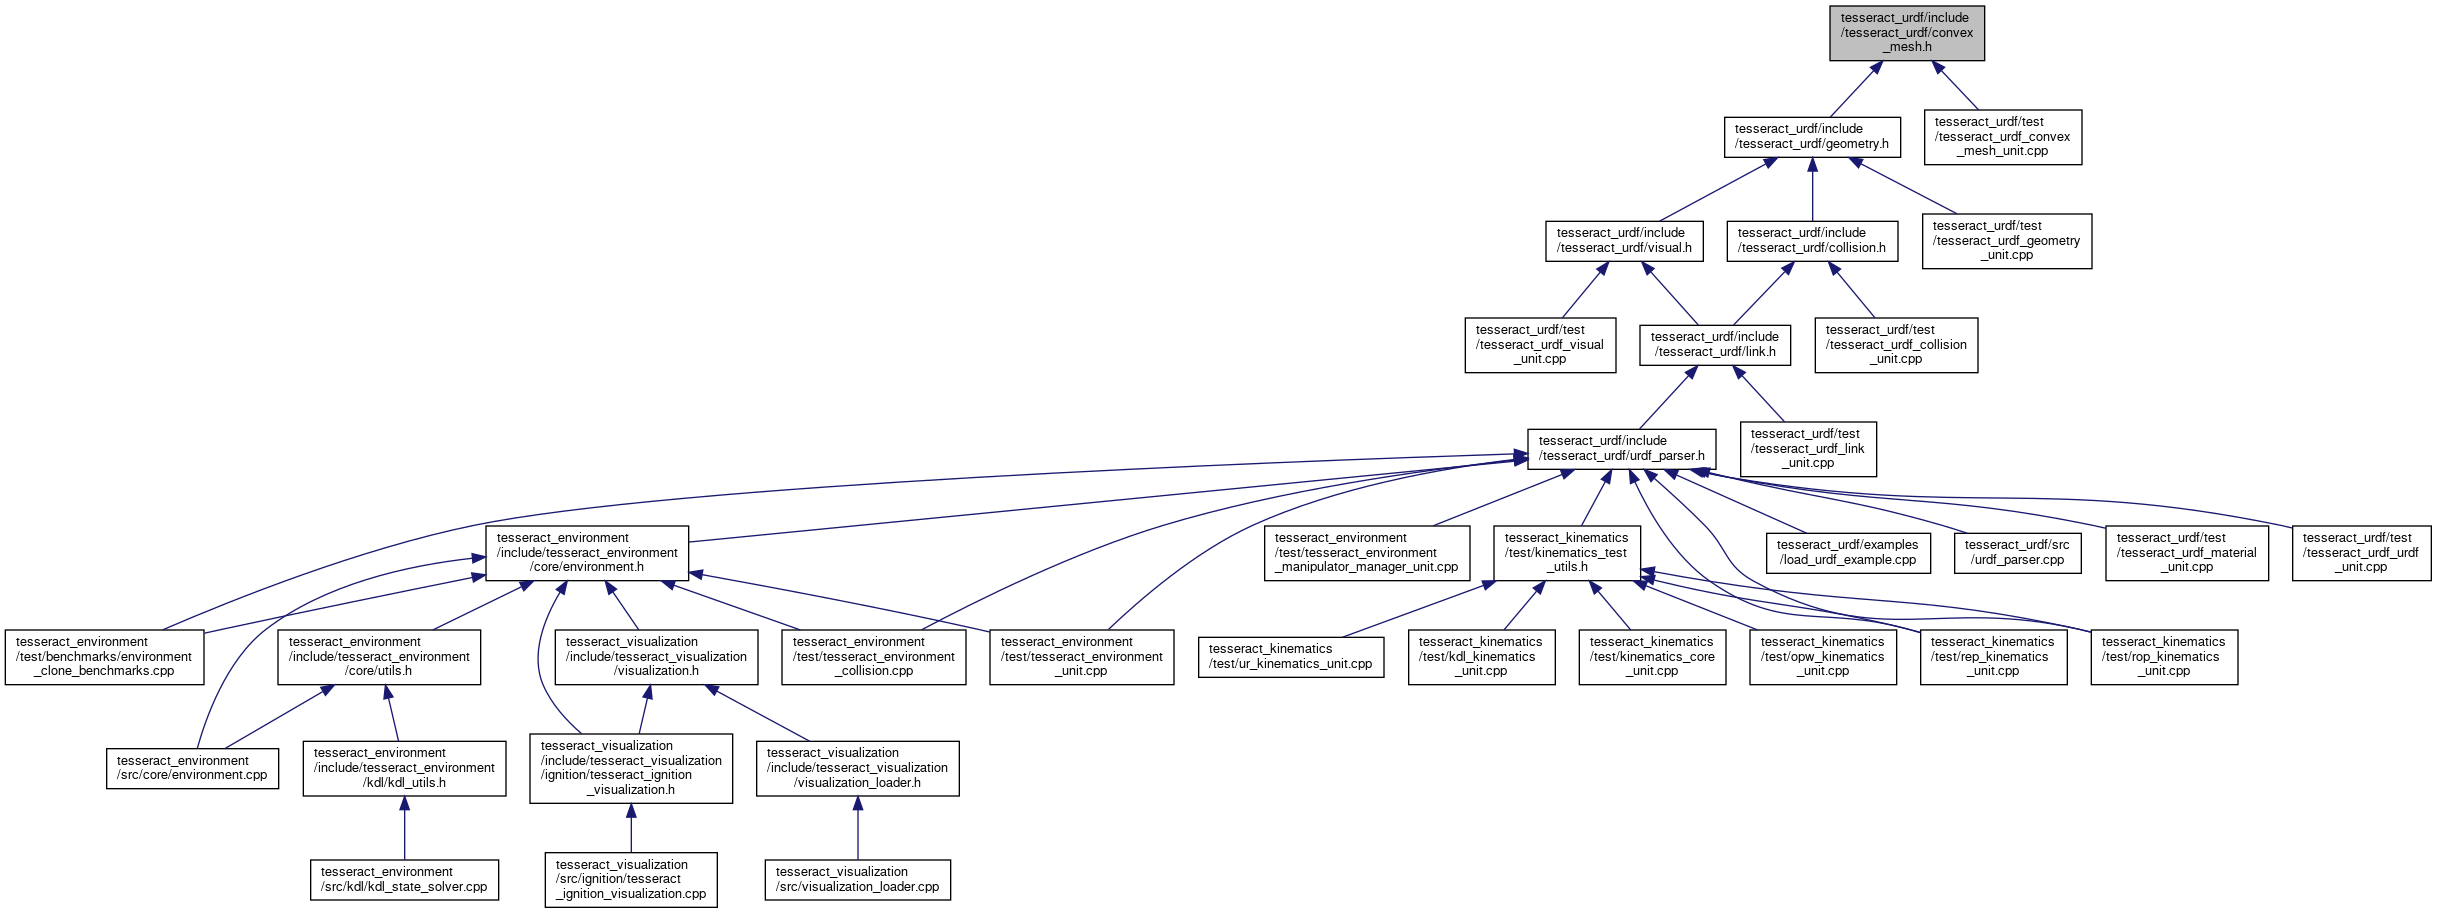 tesseract_urdf/include
/tesseract_urdf/convex
_mesh.h
tesseract_urdf/include
/tesseract_urdf/geometry.h
tesseract_urdf/test
/tesseract_urdf_convex
_mesh_unit.cpp
tesseract_urdf/include
/tesseract_urdf/visual.h
tesseract_urdf/include
/tesseract_urdf/collision.h
tesseract_urdf/test
/tesseract_urdf_geometry
_unit.cpp
tesseract_urdf/test
/tesseract_urdf_visual
_unit.cpp
tesseract_urdf/include
/tesseract_urdf/link.h
tesseract_urdf/test
/tesseract_urdf_collision
_unit.cpp
tesseract_urdf/include
/tesseract_urdf/urdf_parser.h
tesseract_urdf/test
/tesseract_urdf_link
_unit.cpp
tesseract_environment
/include/tesseract_environment
/core/environment.h
tesseract_environment
/test/tesseract_environment
_manipulator_manager_unit.cpp
tesseract_kinematics
/test/kinematics_test
_utils.h
tesseract_urdf/examples
/load_urdf_example.cpp
tesseract_urdf/src
/urdf_parser.cpp
tesseract_urdf/test
/tesseract_urdf_material
_unit.cpp
tesseract_urdf/test
/tesseract_urdf_urdf
_unit.cpp
tesseract_environment
/test/benchmarks/environment
_clone_benchmarks.cpp
tesseract_environment
/include/tesseract_environment
/core/utils.h
tesseract_visualization
/include/tesseract_visualization
/visualization.h
tesseract_environment
/test/tesseract_environment
_collision.cpp
tesseract_environment
/test/tesseract_environment
_unit.cpp
tesseract_kinematics
/test/ur_kinematics_unit.cpp
tesseract_kinematics
/test/kdl_kinematics
_unit.cpp
tesseract_kinematics
/test/kinematics_core
_unit.cpp
tesseract_kinematics
/test/opw_kinematics
_unit.cpp
tesseract_kinematics
/test/rep_kinematics
_unit.cpp
tesseract_kinematics
/test/rop_kinematics
_unit.cpp
tesseract_environment
/src/core/environment.cpp
tesseract_environment
/include/tesseract_environment
/kdl/kdl_utils.h
tesseract_visualization
/include/tesseract_visualization
/ignition/tesseract_ignition
_visualization.h
tesseract_visualization
/include/tesseract_visualization
/visualization_loader.h
tesseract_environment
/src/kdl/kdl_state_solver.cpp
tesseract_visualization
/src/ignition/tesseract
_ignition_visualization.cpp
tesseract_visualization
/src/visualization_loader.cpp